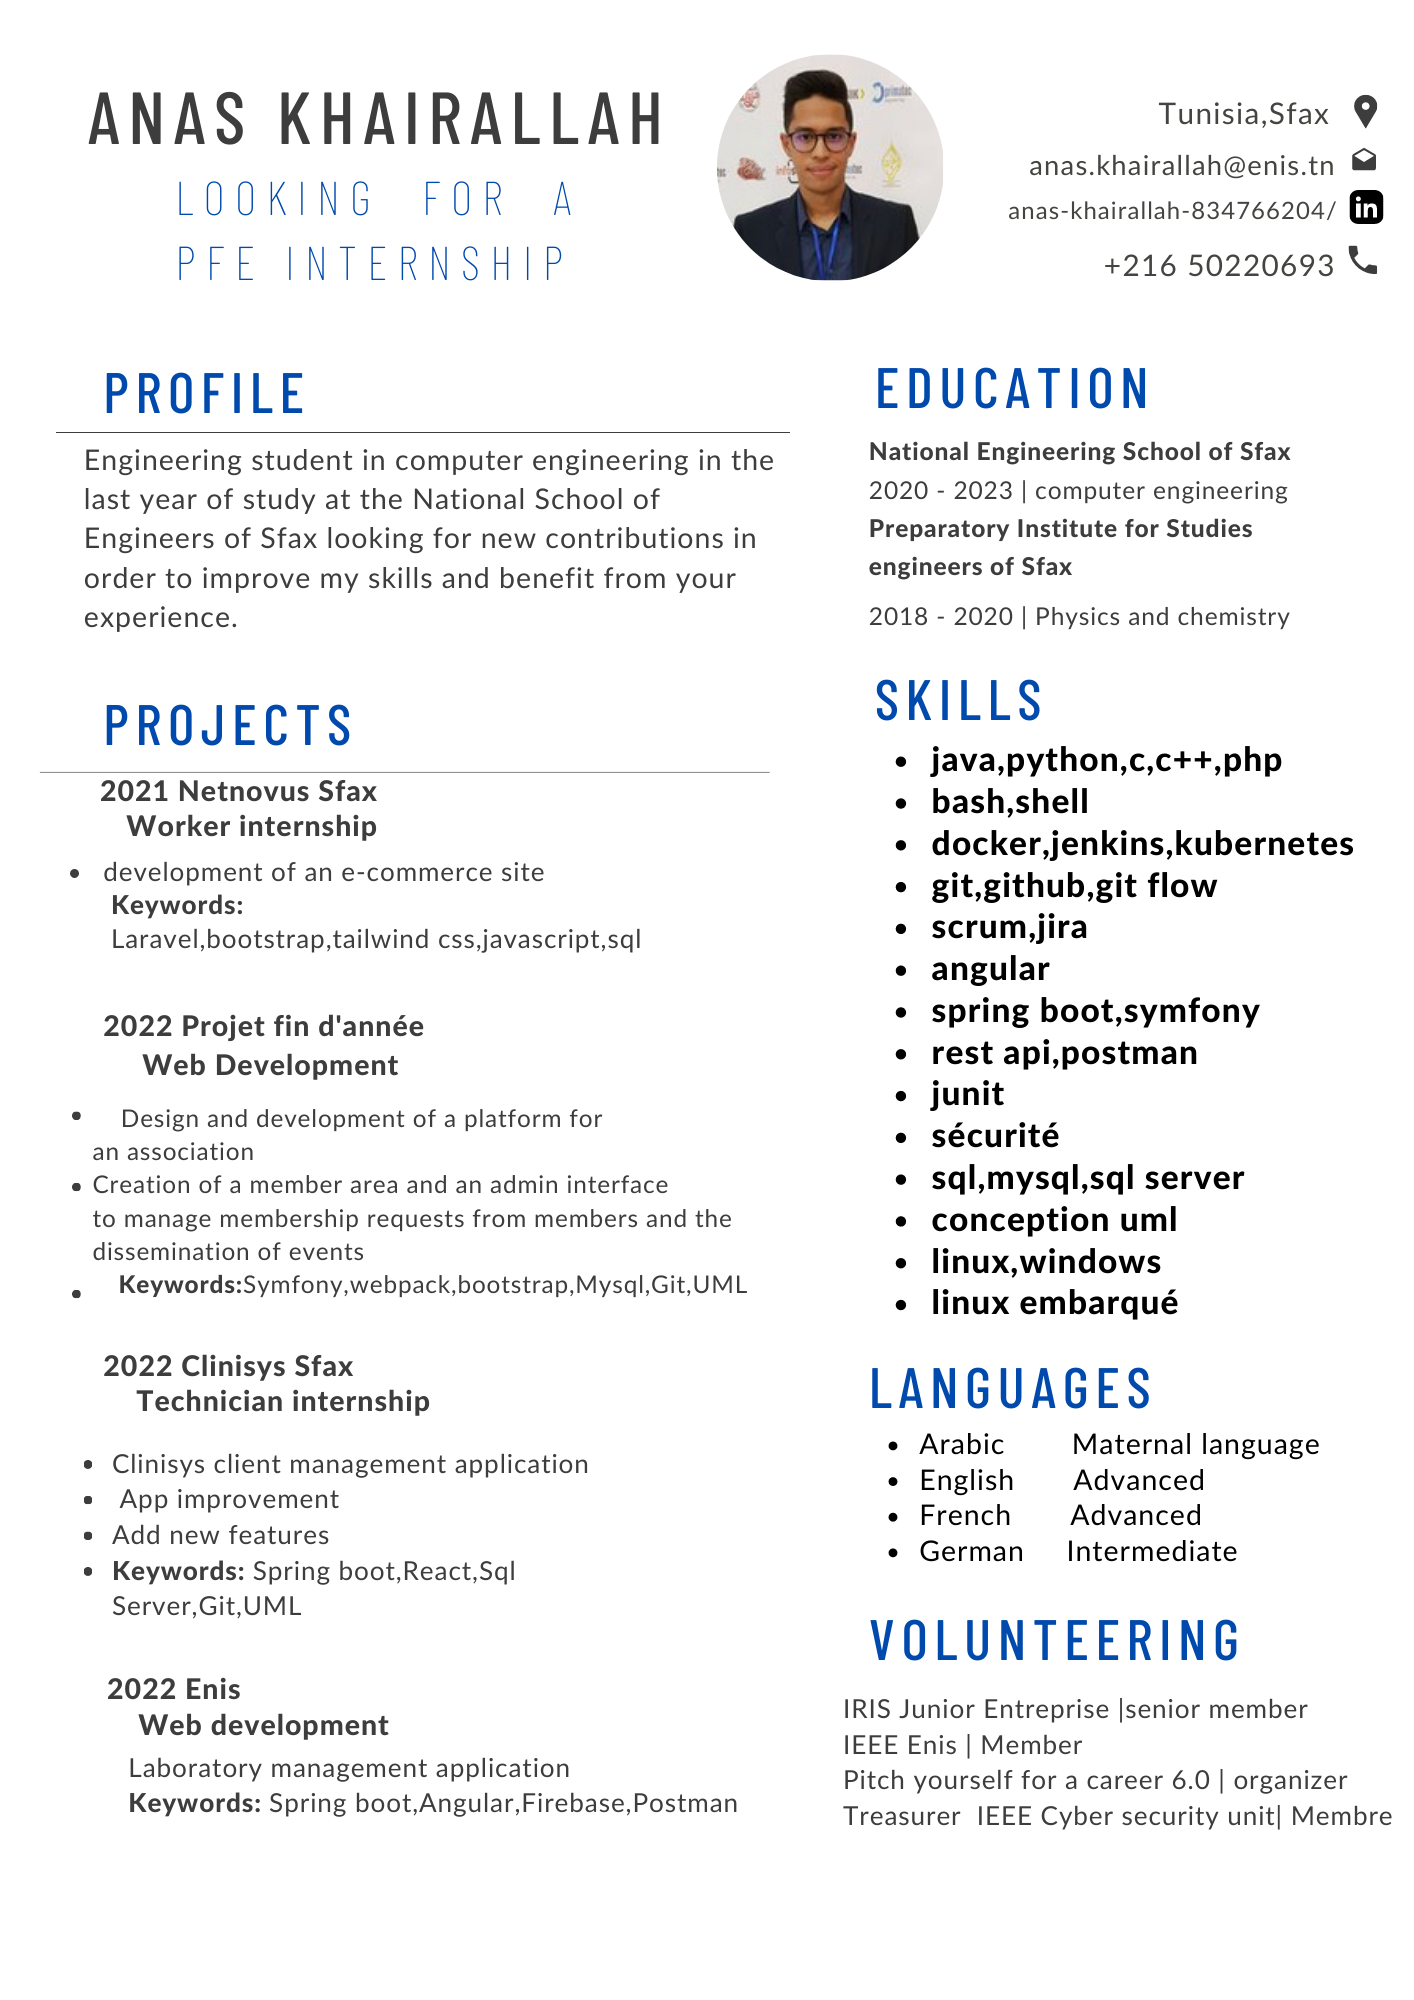 ANAS KHAIRALLAH
LOOKING FOR A
PFE INTERNSHIP
Tunisia,Sfax
anas.khairallah@enis.tn
anas-khairallah-834766204/
+216 50220693
PROFILE
Engineering student in computer engineering in the
last year of study at the National School of
Engineers of Sfax looking for new contributions in
order to improve my skills and benefit from your
experience.
PROJECTS
2021 Netnovus Sfax
Worker internship
development of an e-commerce site
Keywords:
Laravel,bootstrap,tailwind css,javascript,sql
2022 Projet fin d'année
Web Development
Design and development of a platform for
an association
Creation of a member area and an admin interface
to manage membership requests from members and the
dissemination of events
Keywords:Symfony,webpack,bootstrap,Mysql,Git,UML
2022 Clinisys Sfax
Technician internship
Clinisys client management application
App improvement
Add new features
Keywords: Spring boot,React,Sql
Server,Git,UML
2022 Enis
Web development
Laboratory management application
Keywords: Spring boot,Angular,Firebase,Postman
EDUCATION
National Engineering School of Sfax
2020 - 2023 | computer engineering
Preparatory Institute for Studies
engineers of Sfax
2018 - 2020 | Physics and chemistry
SKILLS
java,python,c,c++,php
bash,shell
docker,jenkins,kubernetes
git,github,git flow
scrum,jira
angular
spring boot,symfony
rest api,postman
junit
sécurité
sql,mysql,sql server
conception uml
linux,windows
linux embarqué
LANGUAGES
Arabic Maternal language
English Advanced
French Advanced
German Intermediate
VOLUNTEERING
IRIS Junior Entreprise |senior member
IEEE Enis | Member
Pitch yourself for a career 6.0 | organizer
Treasurer IEEE Cyber security unit| Membre